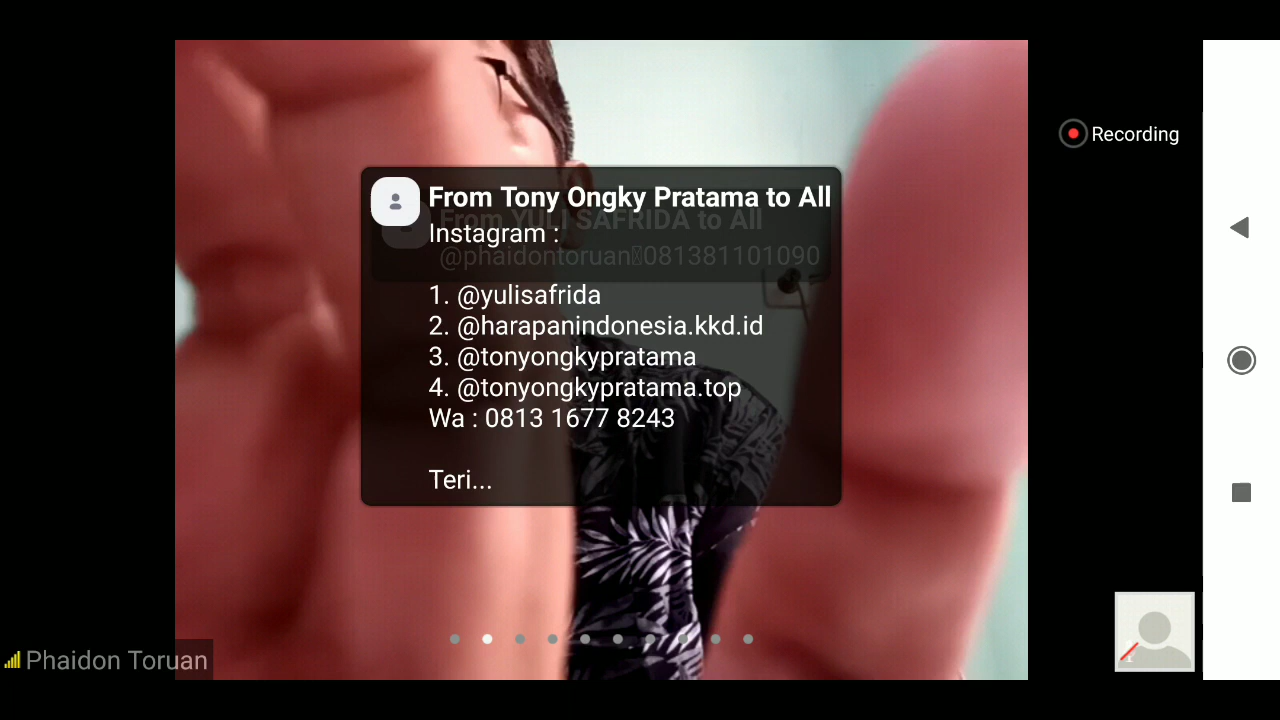 Recording
From Tony Ongky Pratama to All
Instagram :
From YULI SAFRIDA to All
@phaidontoruan▯081381101090
1. @yulisafrida
2. @harapanindonesia.kkd.id
3. @tonyongkypratama
4. @tonyongkypratama.top
Wa : 0813 1677 8243
Teri...
Phaidon Toruan